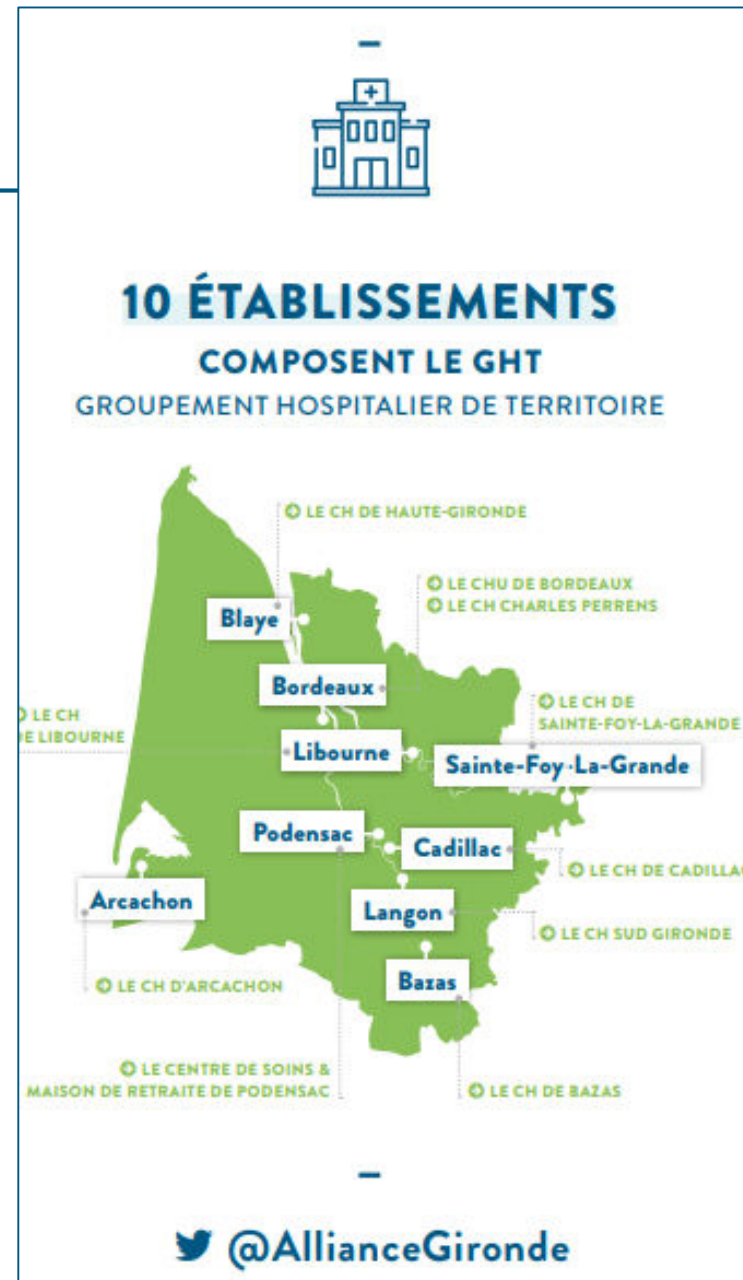 10 ÉTABLISSEMENTS
COMPOSENT LE GHT
GROUPEMENT HOSPITALIER DE TERRITOIRE
LE CH DE HAUTE-GIRONDE
LE CHU DE BORDEAUX
LE CH CHARLES PERRENS
Blaye
Bordeaux
LE CH
DE LIBOURNE
LE CH DE
SAINTE-FOY-LA-GRANDE
Libourne
Sainte-Foy-La-Grande
Podensac
Cadillac
LE CH DE CADILLAC
Arcachon
Langon
LE CH SUD GIRONDE
Bazas
LE CH D'ARCACHON
LE CENTRE DE SOINS &
MAISON DE RETRAITE DE PODENSAC
LE CH DE BAZAS
@AllianceGironde